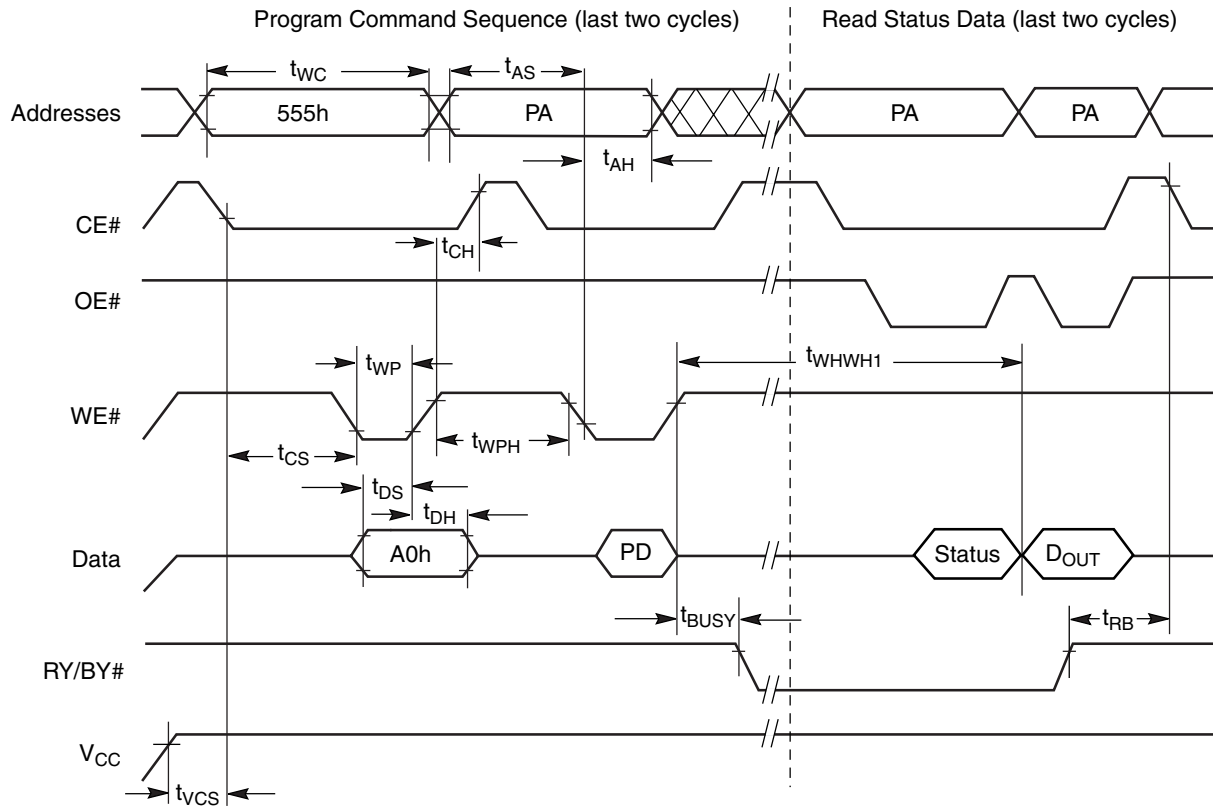 Program Command Sequence (last two cycles)
Read Status Data (last two cycles)
tWC
tAS
Addresses
555h
PA
PA
PA
tAH
CE#
tCH
OE#
tWP
tWHWH1
WE#
tCS
tWPH
tDS
tDH
Data
A0h
PD
Status
DOUT
tBUSY
tRB
RY/BY#
VCC
tVCS